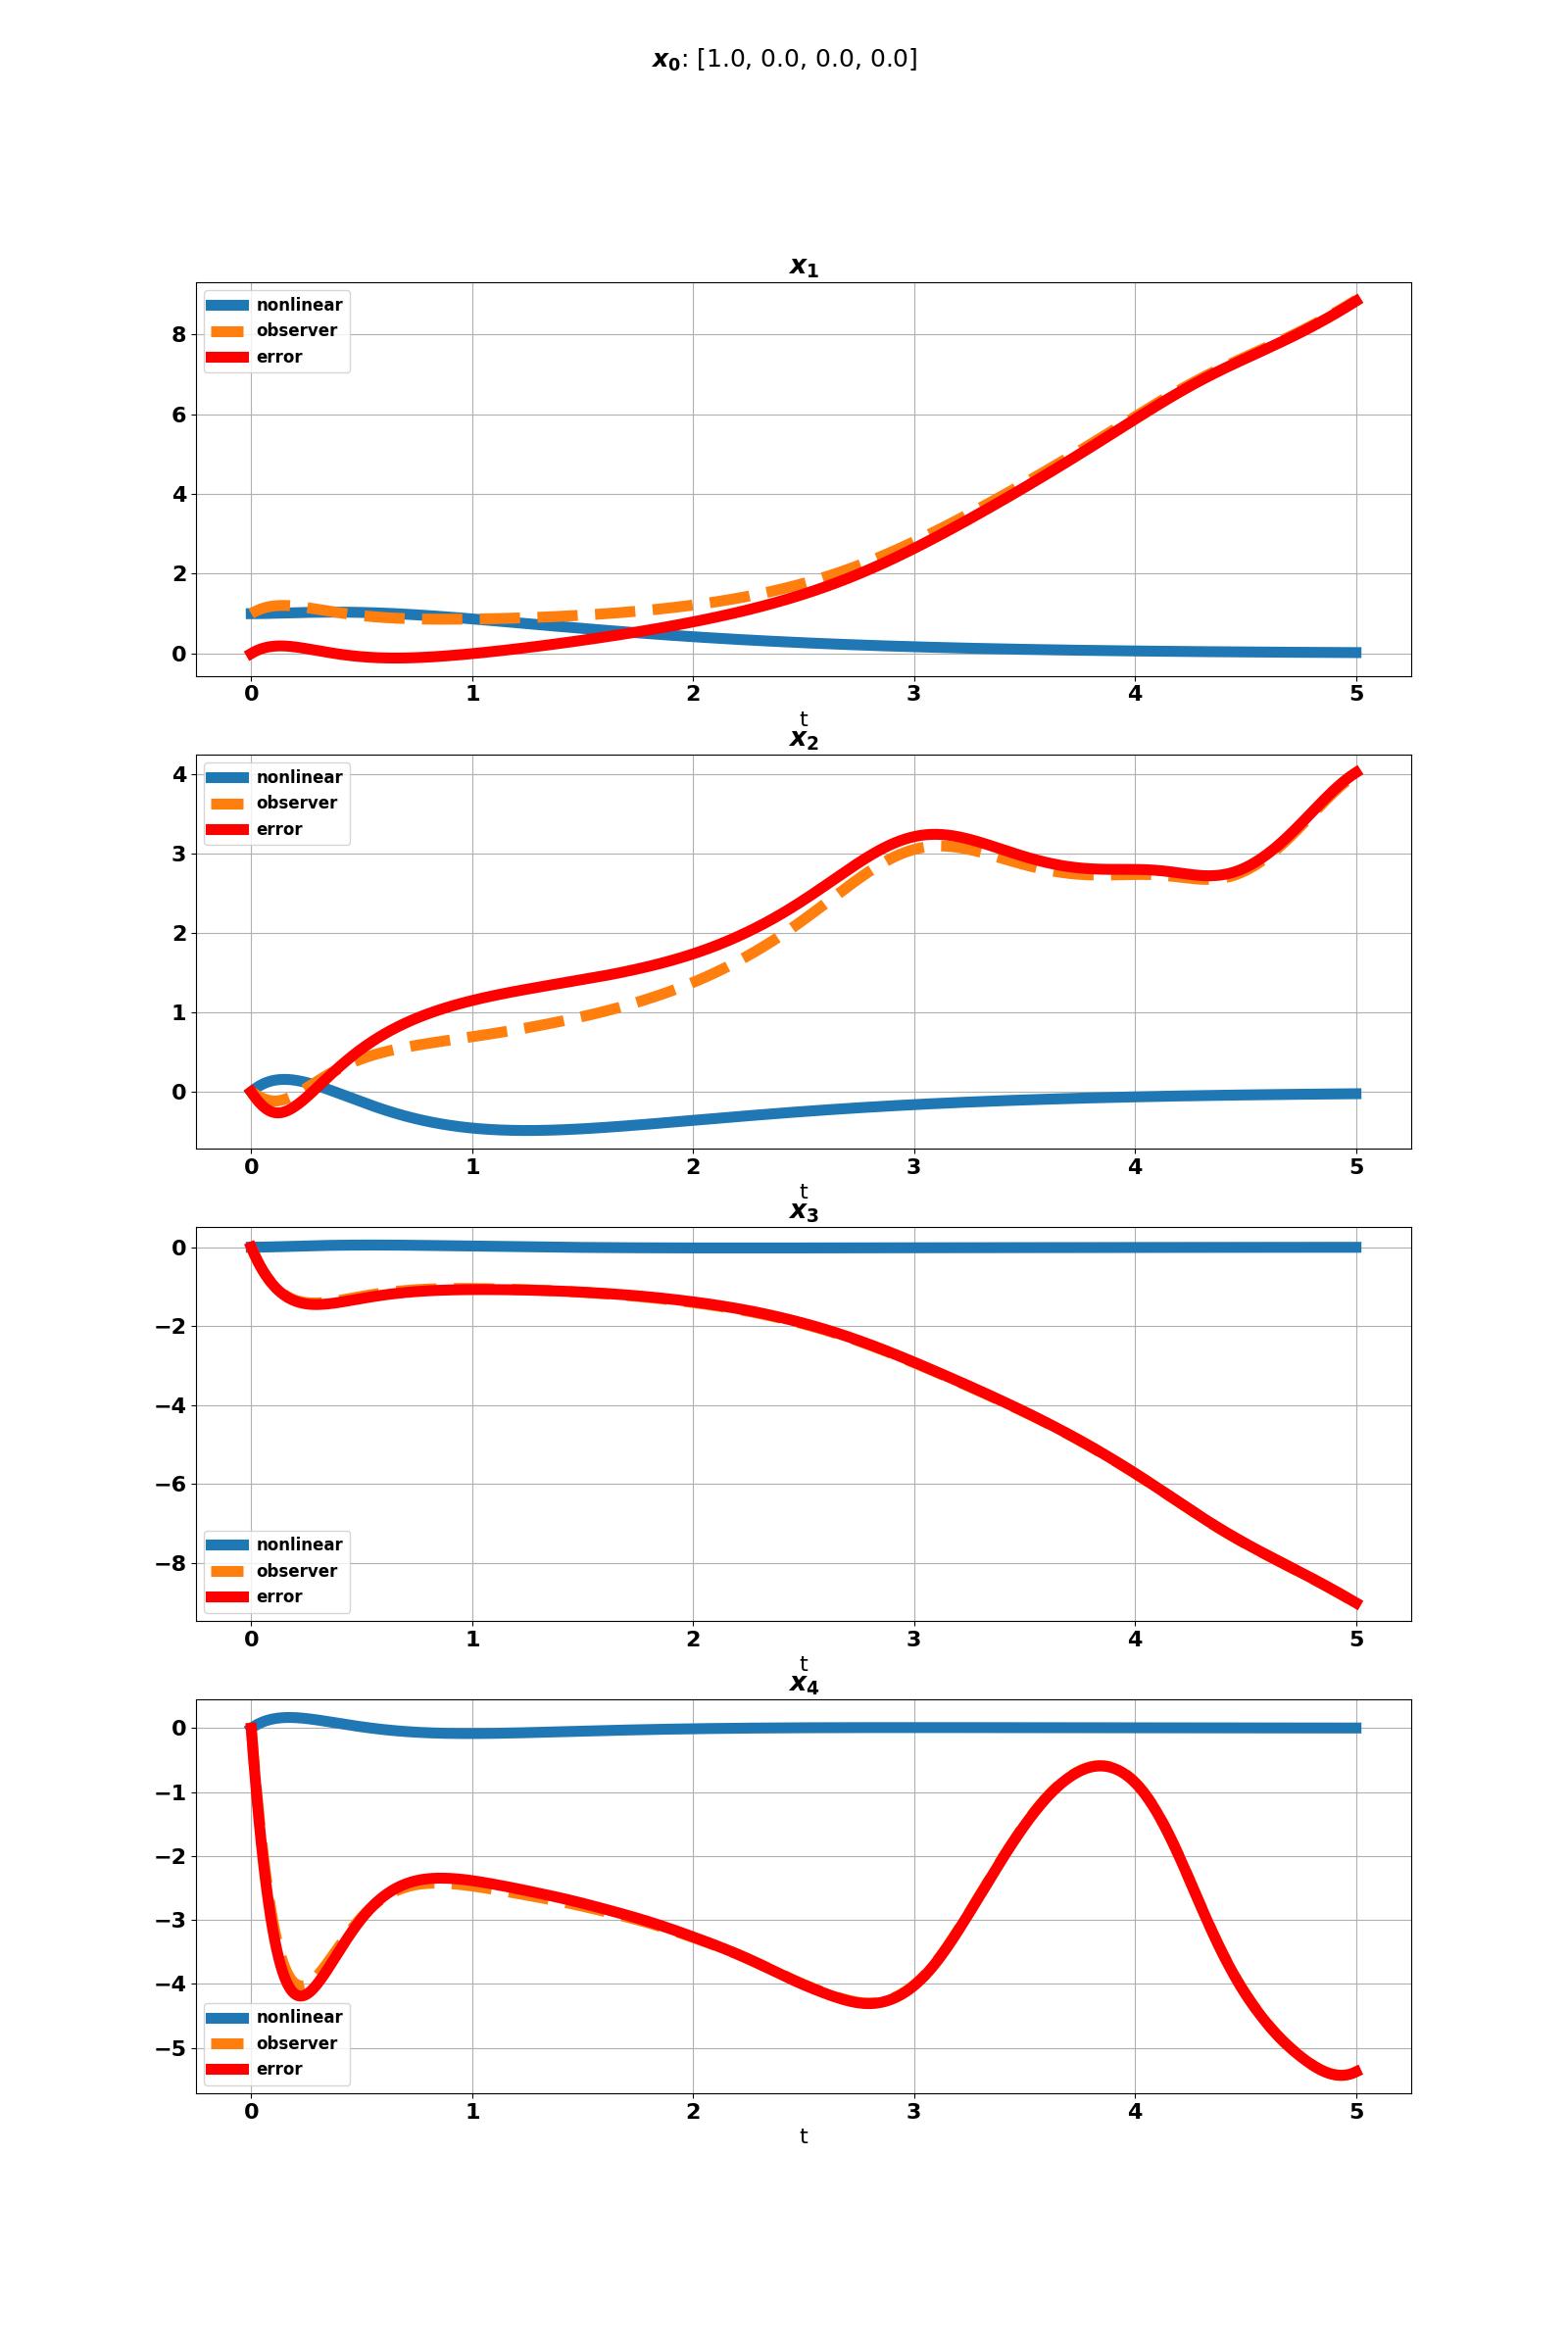 x₀: [1.0, 0.0, 0.0, 0.0]
x₁
nonlinear
observer
error
8
6
4
2
0
0 1 2 3 4 5
t
x₂
nonlinear
observer
error
4
3
2
1
0
0 1 2 3 4 5
t
x₃
0
−2
−4
−6
−8
nonlinear
observer
error
0 1 2 3 4 5
t
x₄
0
−1
−2
−3
−4
−5
nonlinear
observer
error
0 1 2 3 4 5
t